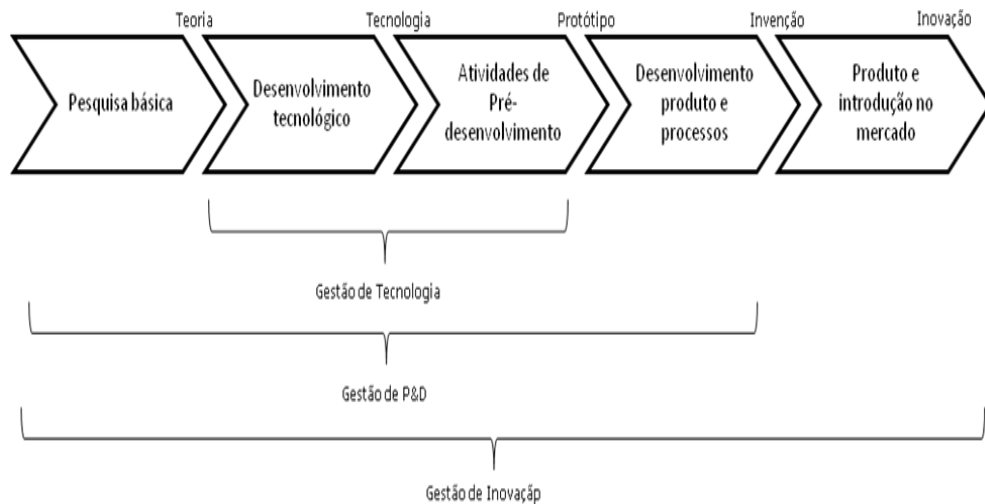 Teoria
Tecnologia
Protótipo
Invenção
Inovação
Pesquisa básica
Desenvolvimento
tecnológico
Atividades de
Pré-
desenvolvimento
Desenvolvimento
produto e
processos
Produto e
introdução no
mercado
Gestão de Tecnologia
Gestão de P&D
Gestão de Inovaçãp